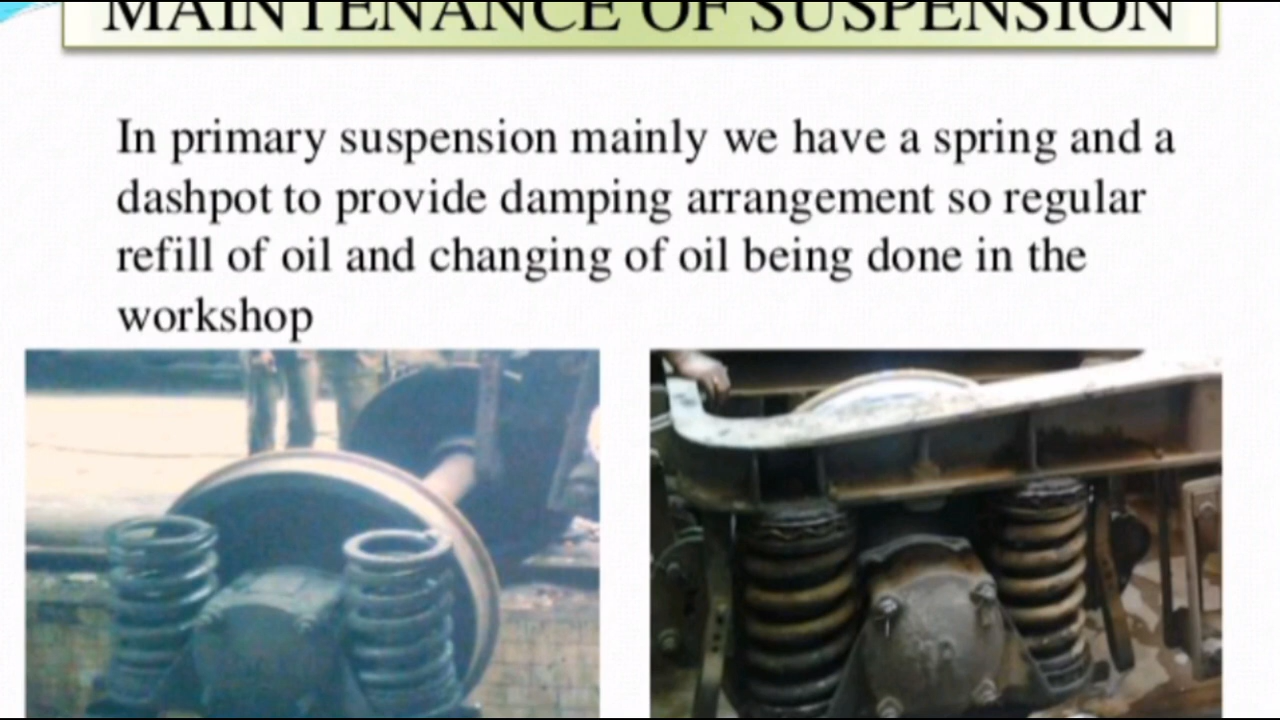 MAINTENANCE OF SUSPENSION
In primary suspension mainly we have a spring and a
dashpot to provide damping arrangement so regular
refill of oil and changing of oil being done in the
workshop